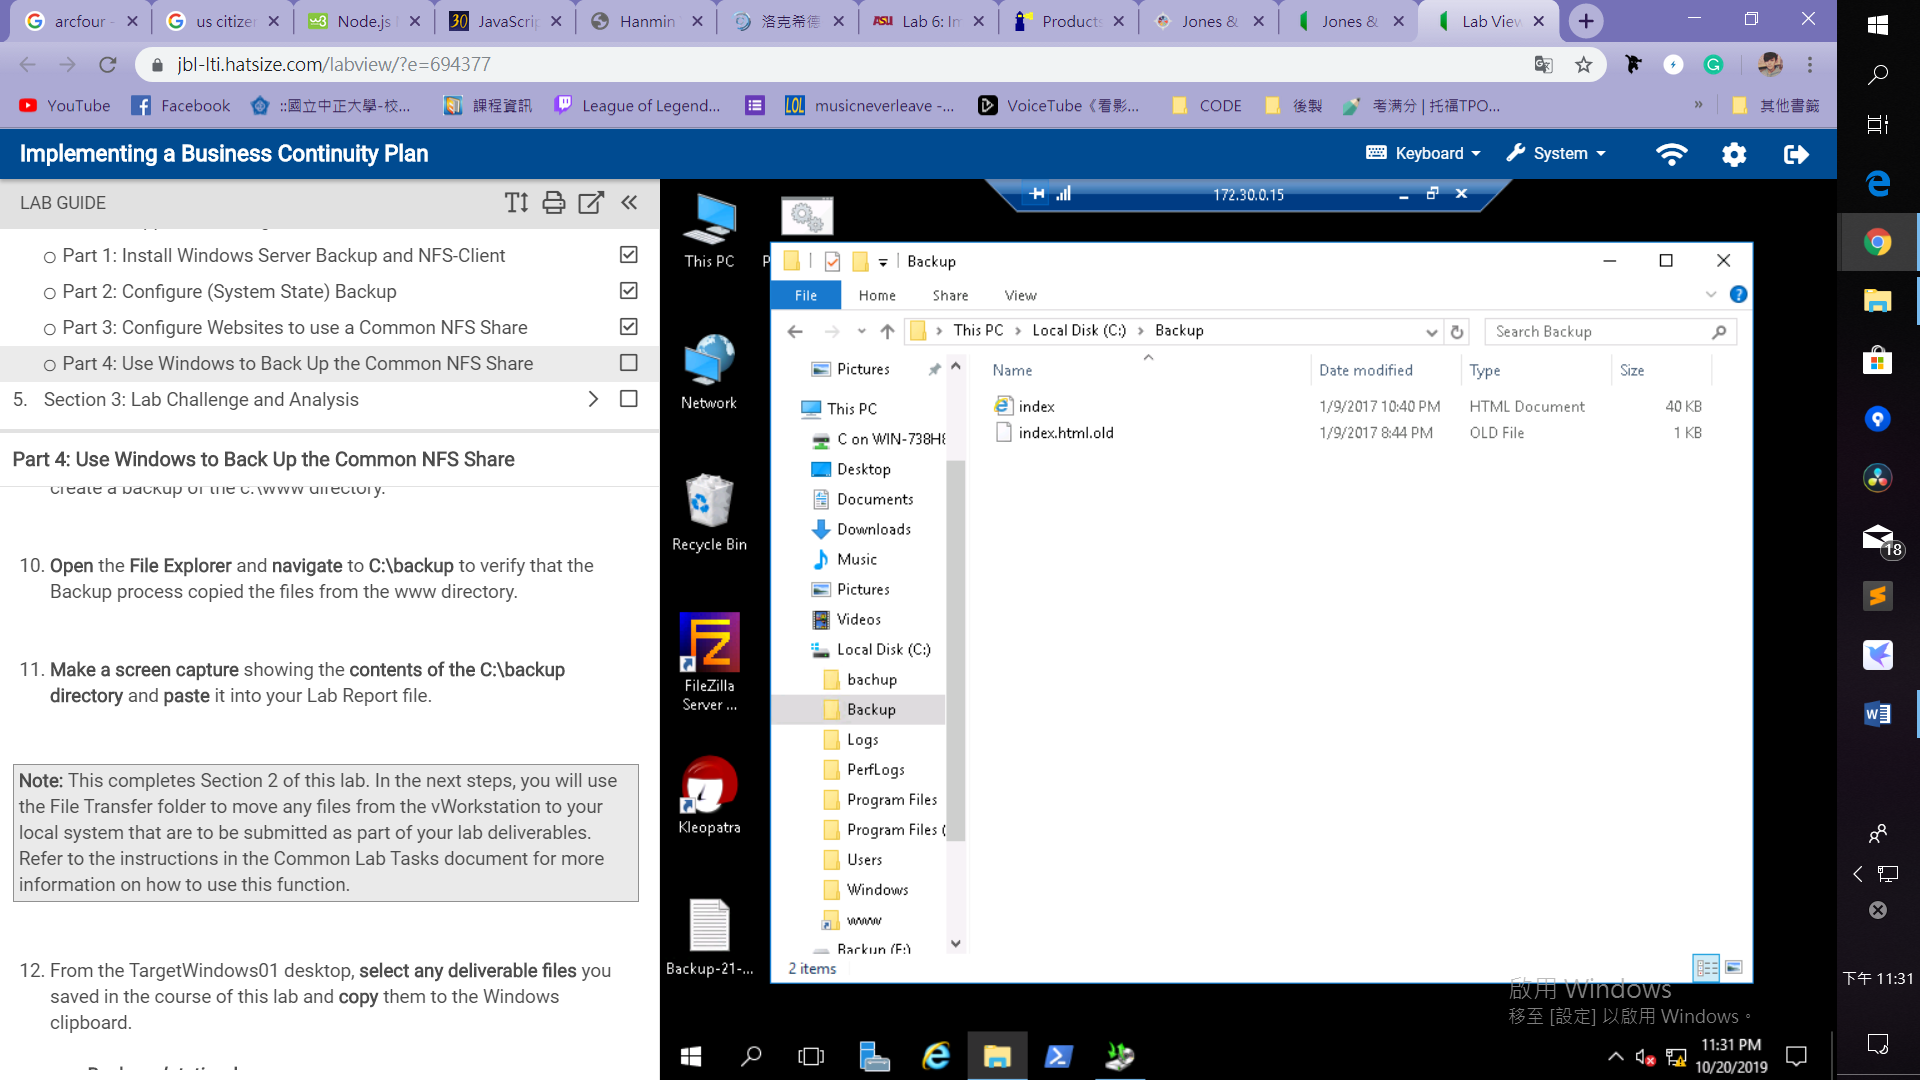 arcfour -
us citizen
Node.js
JavaScrip
Hanmin
洛克希德
Lab 6: Im
Products
Jones &
Jones &
Lab View
jbl-lti.hatsize.com/labview/?e=694377
YouTube
Facebook
::國立中正大學-校...
課程資訊
League of Legend...
musicneverleave -...
VoiceTube《看影...
CODE
後製
考满分 | 托福TPO...
»
其他書籤
Implementing a Business Continuity Plan
Keyboard
System
LAB GUIDE
Part 1: Install Windows Server Backup and NFS-Client
Part 2: Configure (System State) Backup
Part 3: Configure Websites to use a Common NFS Share
Part 4: Use Windows to Back Up the Common NFS Share
5. Section 3: Lab Challenge and Analysis
Part 4: Use Windows to Back Up the Common NFS Share
create a backup of the c:\www directory.
10. Open the File Explorer and navigate to C:\backup to verify that the
Backup process copied the files from the www directory.
11. Make a screen capture showing the contents of the C:\backup
directory and paste it into your Lab Report file.
Note: This completes Section 2 of this lab. In the next steps, you will use
the File Transfer folder to move any files from the vWorkstation to your
local system that are to be submitted as part of your lab deliverables.
Refer to the instructions in the Common Lab Tasks document for more
information on how to use this function.
12. From the TargetWindows01 desktop, select any deliverable files you
saved in the course of this lab and copy them to the Windows
clipboard.
172.30.0.15
This PC
P
Network
Recycle Bin
FileZilla
Server ...
Kleopatra
Backup-21-...
Backup
File
Home
Share
View
This PC
Local Disk (C:)
Backup
Search Backup
Name
Date modified
Type
Size
index
1/9/2017 10:40 PM
HTML Document
40 KB
index.html.old
1/9/2017 8:44 PM
OLD File
1 KB
Pictures
This PC
C on WIN-738H8
Desktop
Documents
Downloads
Music
Pictures
Videos
Local Disk (C:)
bachup
Backup
Logs
PerfLogs
Program Files
Program Files (
Users
Windows
www
Backup (E:)
2 items
啟用 Windows
移至 [設定] 以啟用 Windows。
11:31 PM
10/20/2019
18
下午 11:31